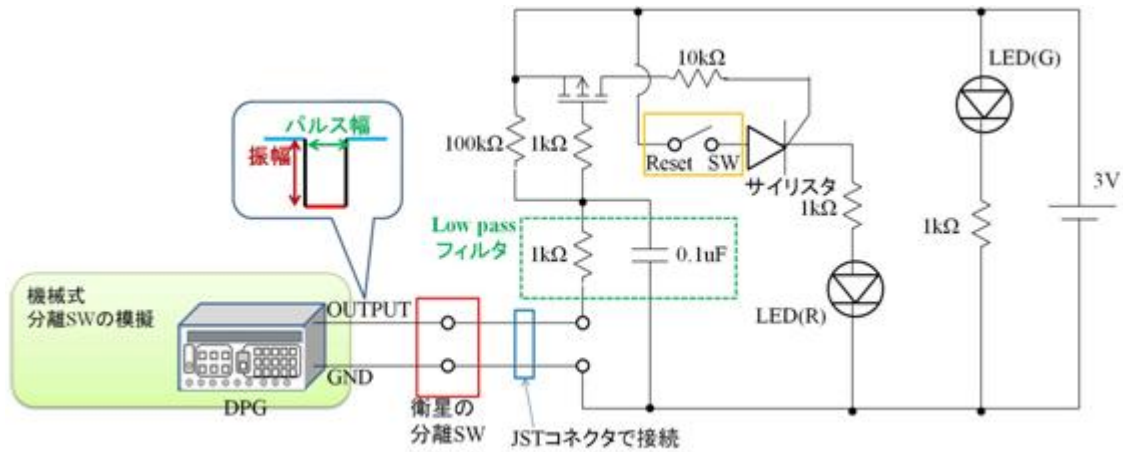 パルス幅
振幅
機械式
分離SWの模擬
OUTPUT
GND
DPG
衛星の
分離SW
JSTコネクタで接続
100kΩ
1kΩ
10kΩ
Reset SW
サイリスタ
1kΩ
Low pass
フィルタ
1kΩ
0.1uF
LED(R)
LED(G)
1kΩ
3V